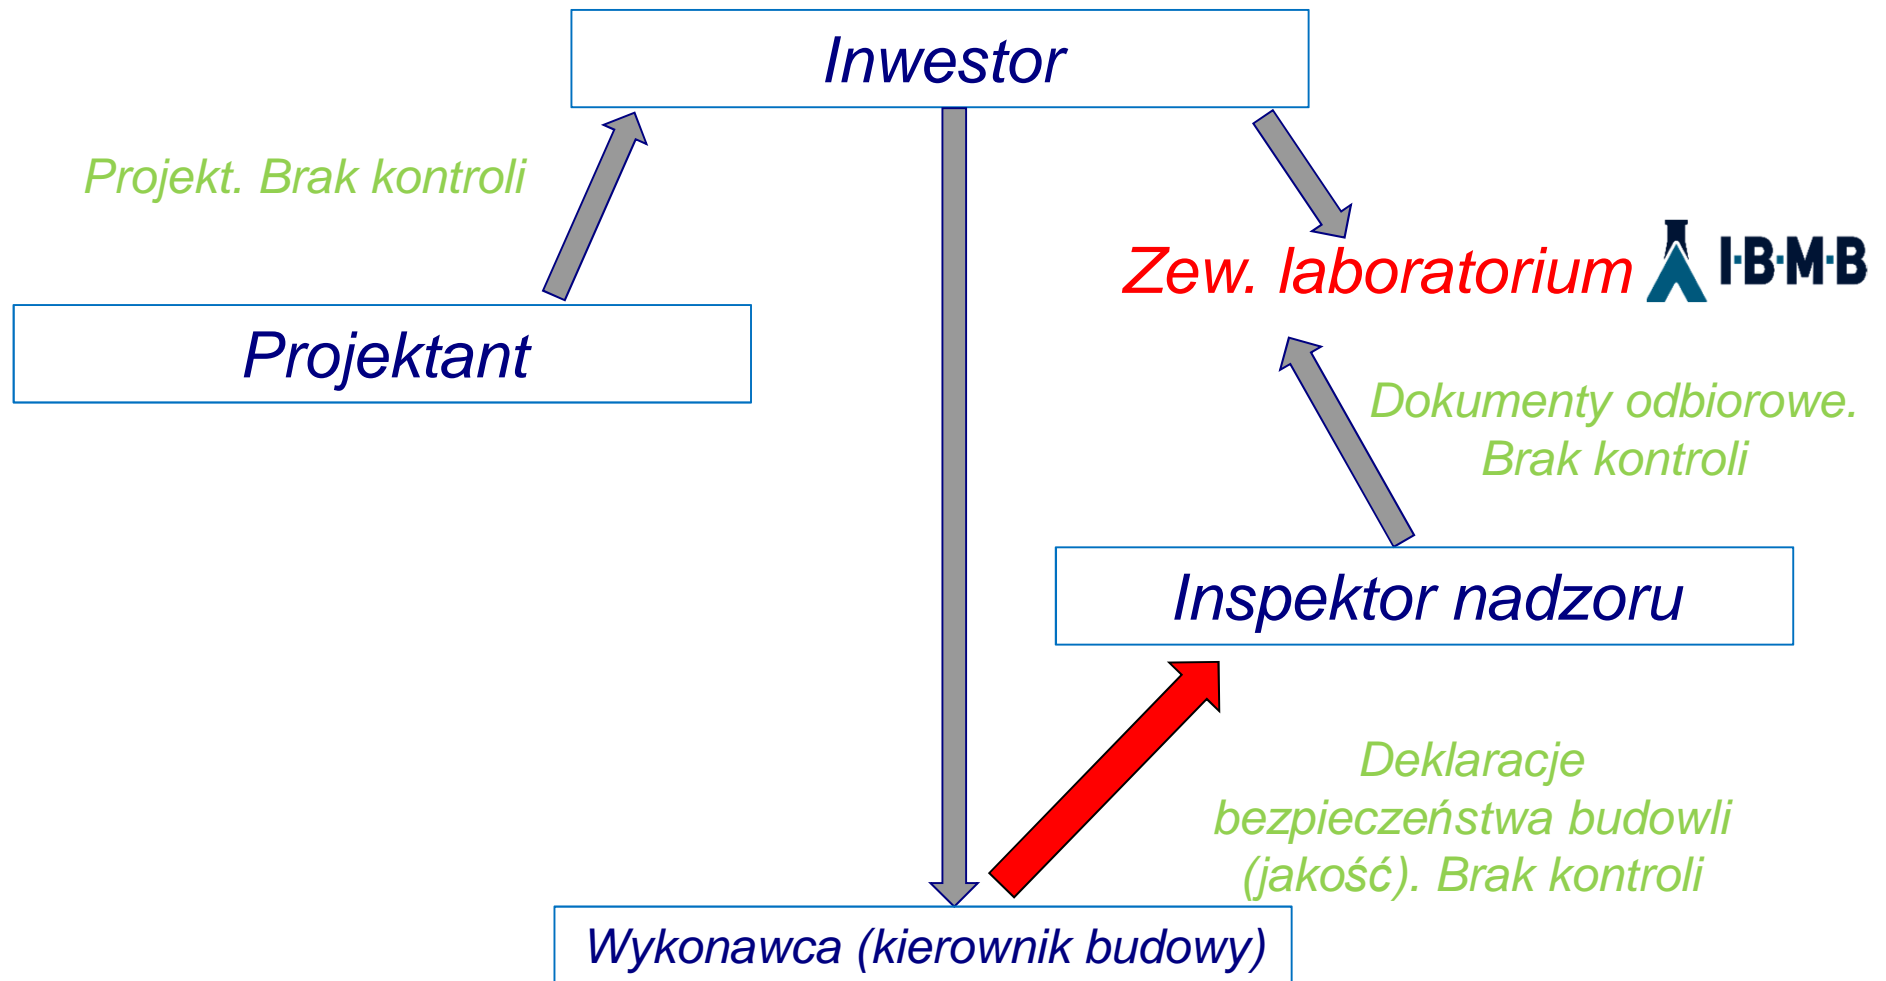 Inwestor
Projekt. Brak kontroli
Zew. laboratorium
I·B·M·B
Projektant
Dokumenty odbiorowe.
Brak kontroli
Inspektor nadzoru
Deklaracje
bezpieczeństwa budowli
(jakość). Brak kontroli
Wykonawca (kierownik budowy)